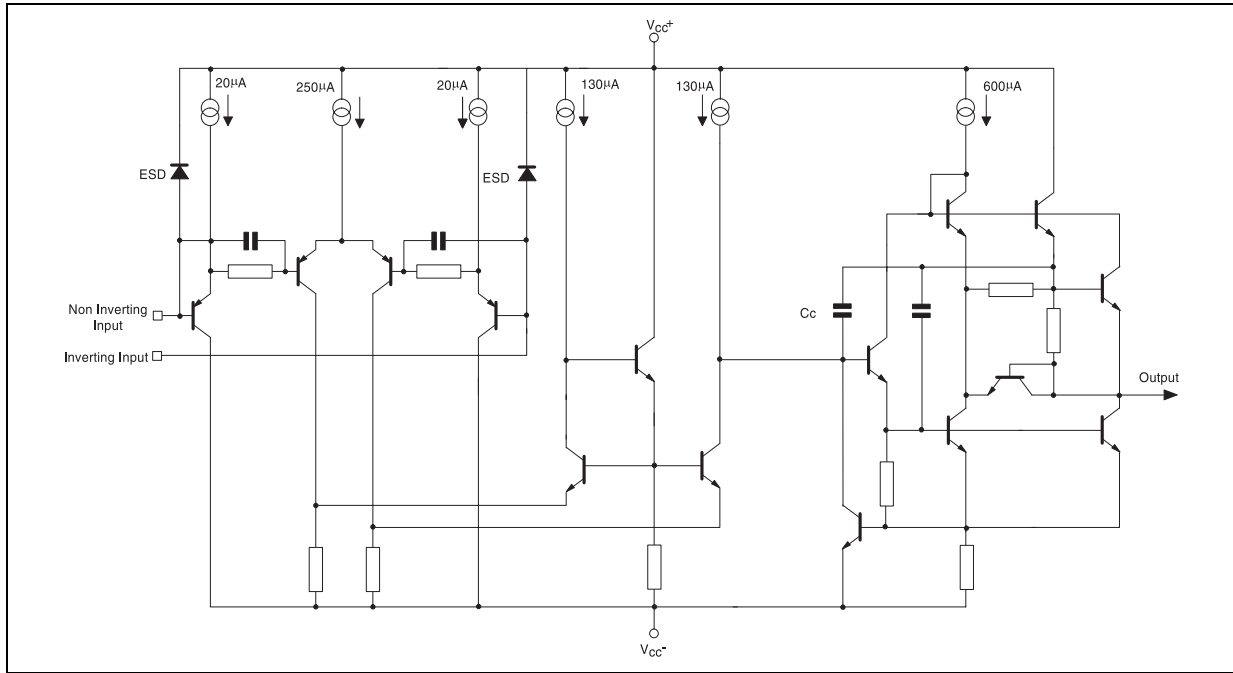 Vcc+
20µA
250µA
20µA
130µA
130µA
600µA
ESD
ESD
Non Inverting
Input
Inverting Input
Cc
Output
Vcc-